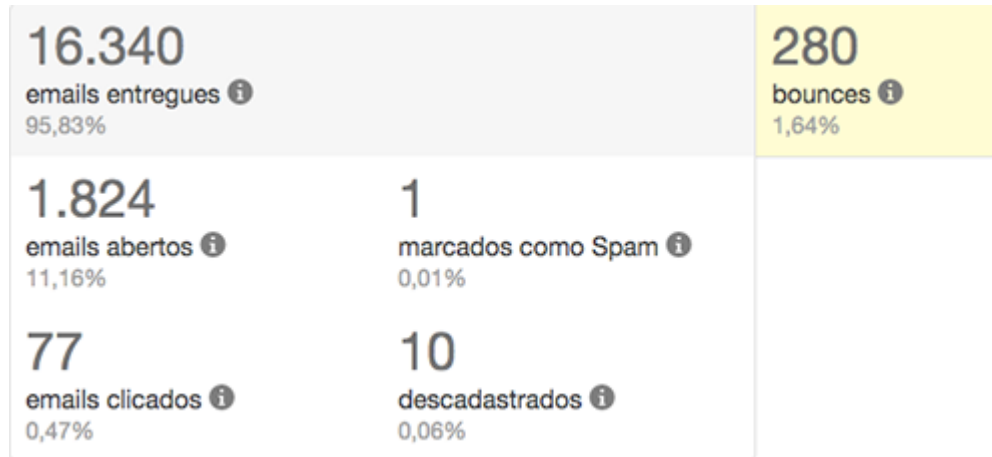 16.340
emails entregues
95,83%
280
bounces
1,64%
1.824
emails abertos
11,16%
1
marcados como Spam
0,01%
77
emails clicados
0,47%
10
descadastrados
0,06%